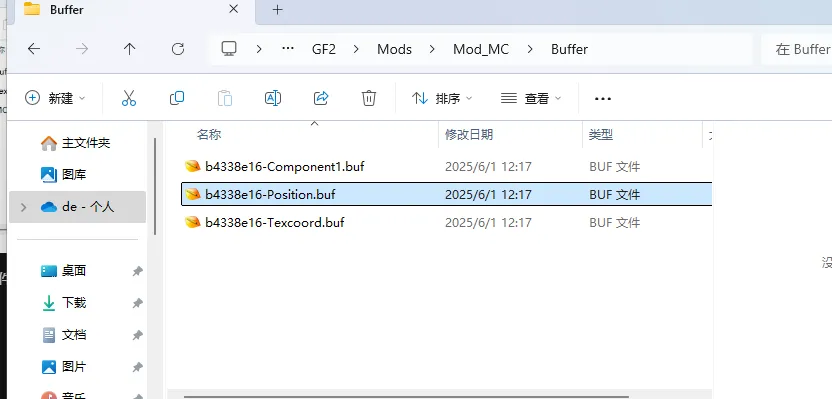 Buffer
GF2 Mods Mod_MC Buffer 在 Buffer
新建 排序 查看
主文件夹
图库
de - 个人
桌面
下载
文档
图片
音乐
名称 修改日期 类型
b4338e16-Component1.buf 2025/6/1 12:17 BUF 文件
b4338e16-Position.buf 2025/6/1 12:17 BUF 文件
b4338e16-Texcoord.buf 2025/6/1 12:17 BUF 文件
没